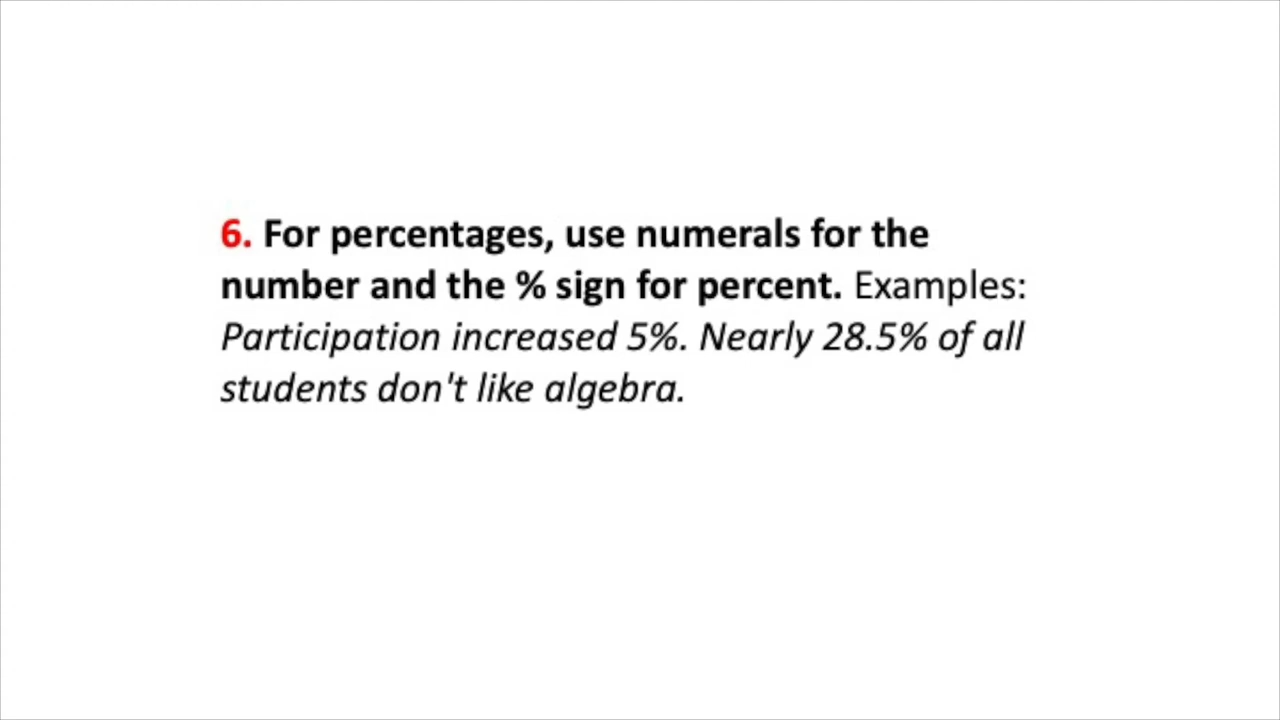 6. For percentages, use numerals for the
number and the % sign for percent. Examples:
Participation increased 5%. Nearly 28.5% of all
students don't like algebra.